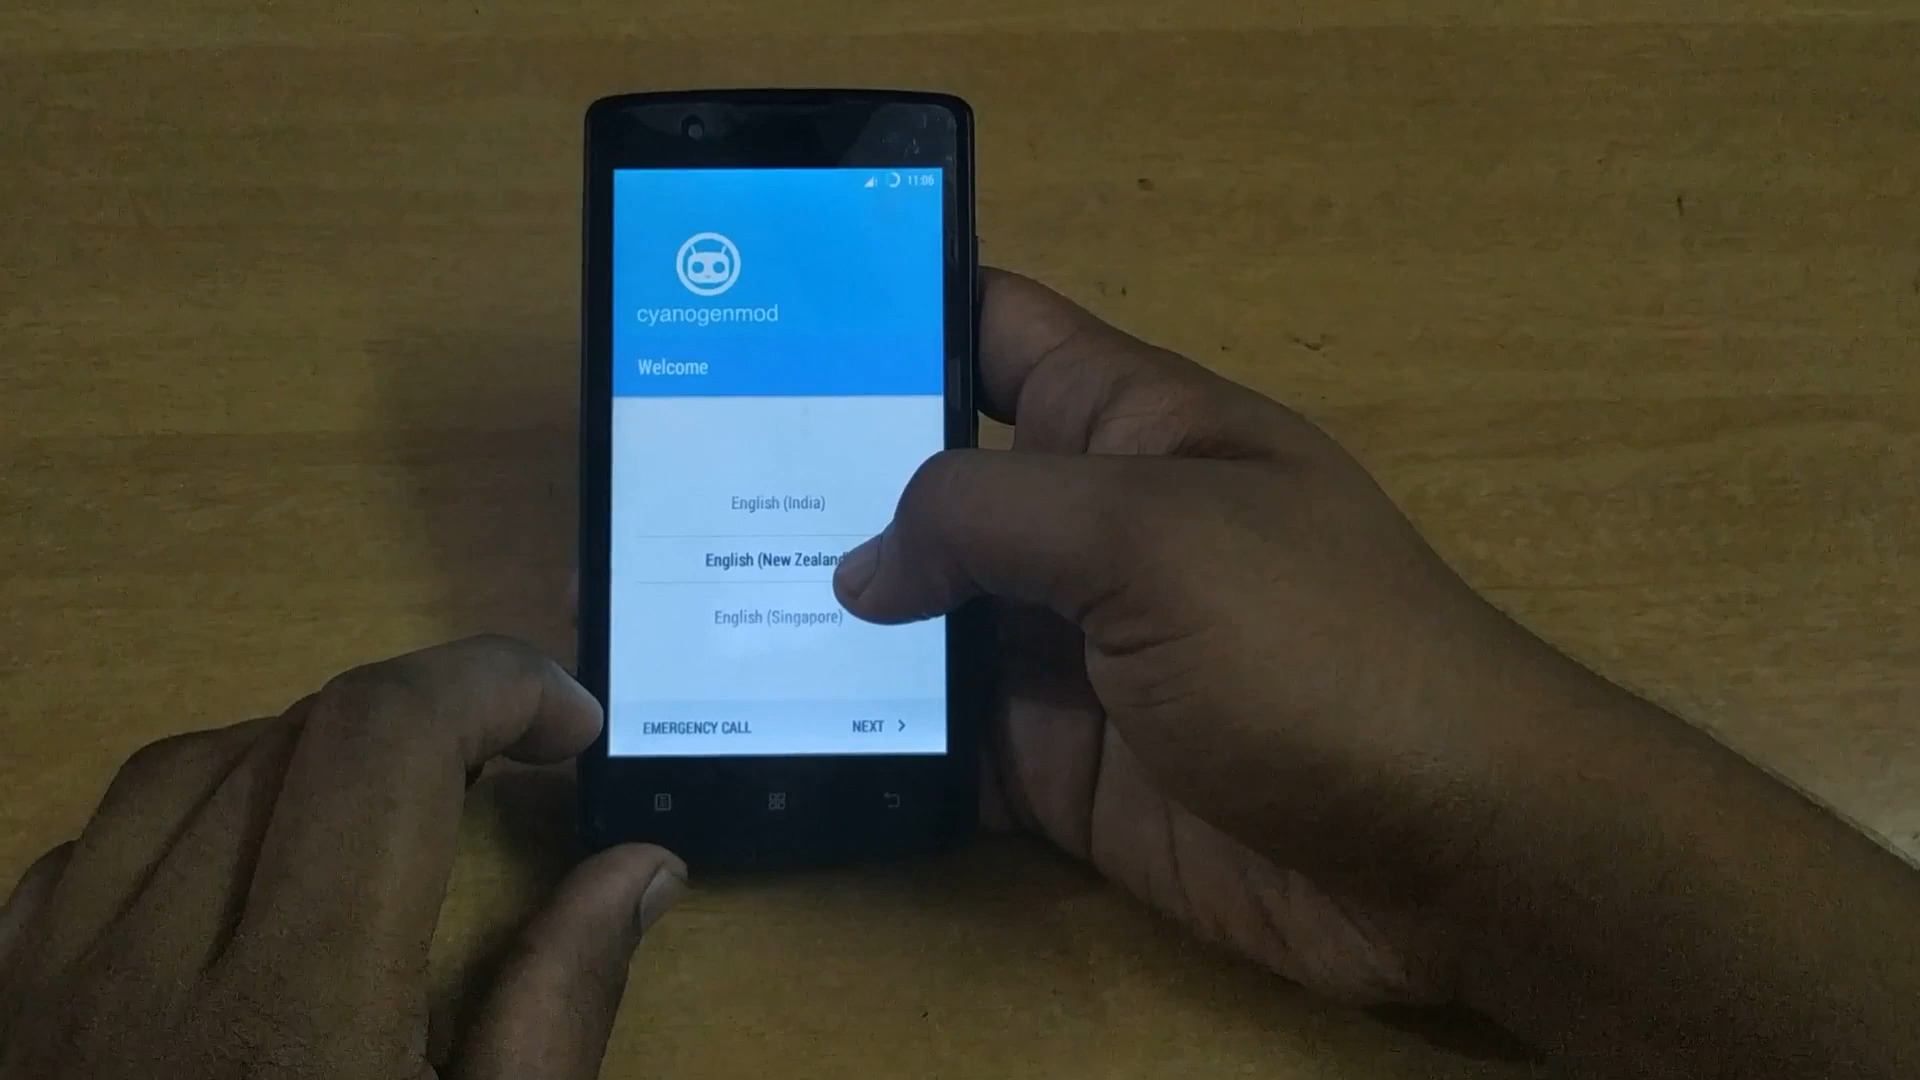 11:06
cyanogenmod
Welcome
English (India)
English (New Zealand
English (Singapore)
EMERGENCY CALL
NEXT